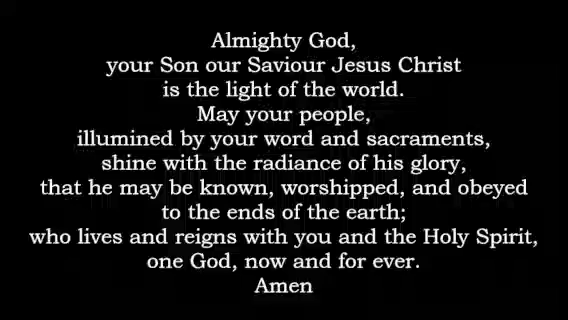 Almighty God,
your Son our Saviour Jesus Christ
is the light of the world.
May your people,
illumined by your word and sacraments,
shine with the radiance of his glory,
that he may be known, worshipped, and obeyed
to the ends of the earth;
who lives and reigns with you and the Holy Spirit,
one God, now and for ever.
Amen